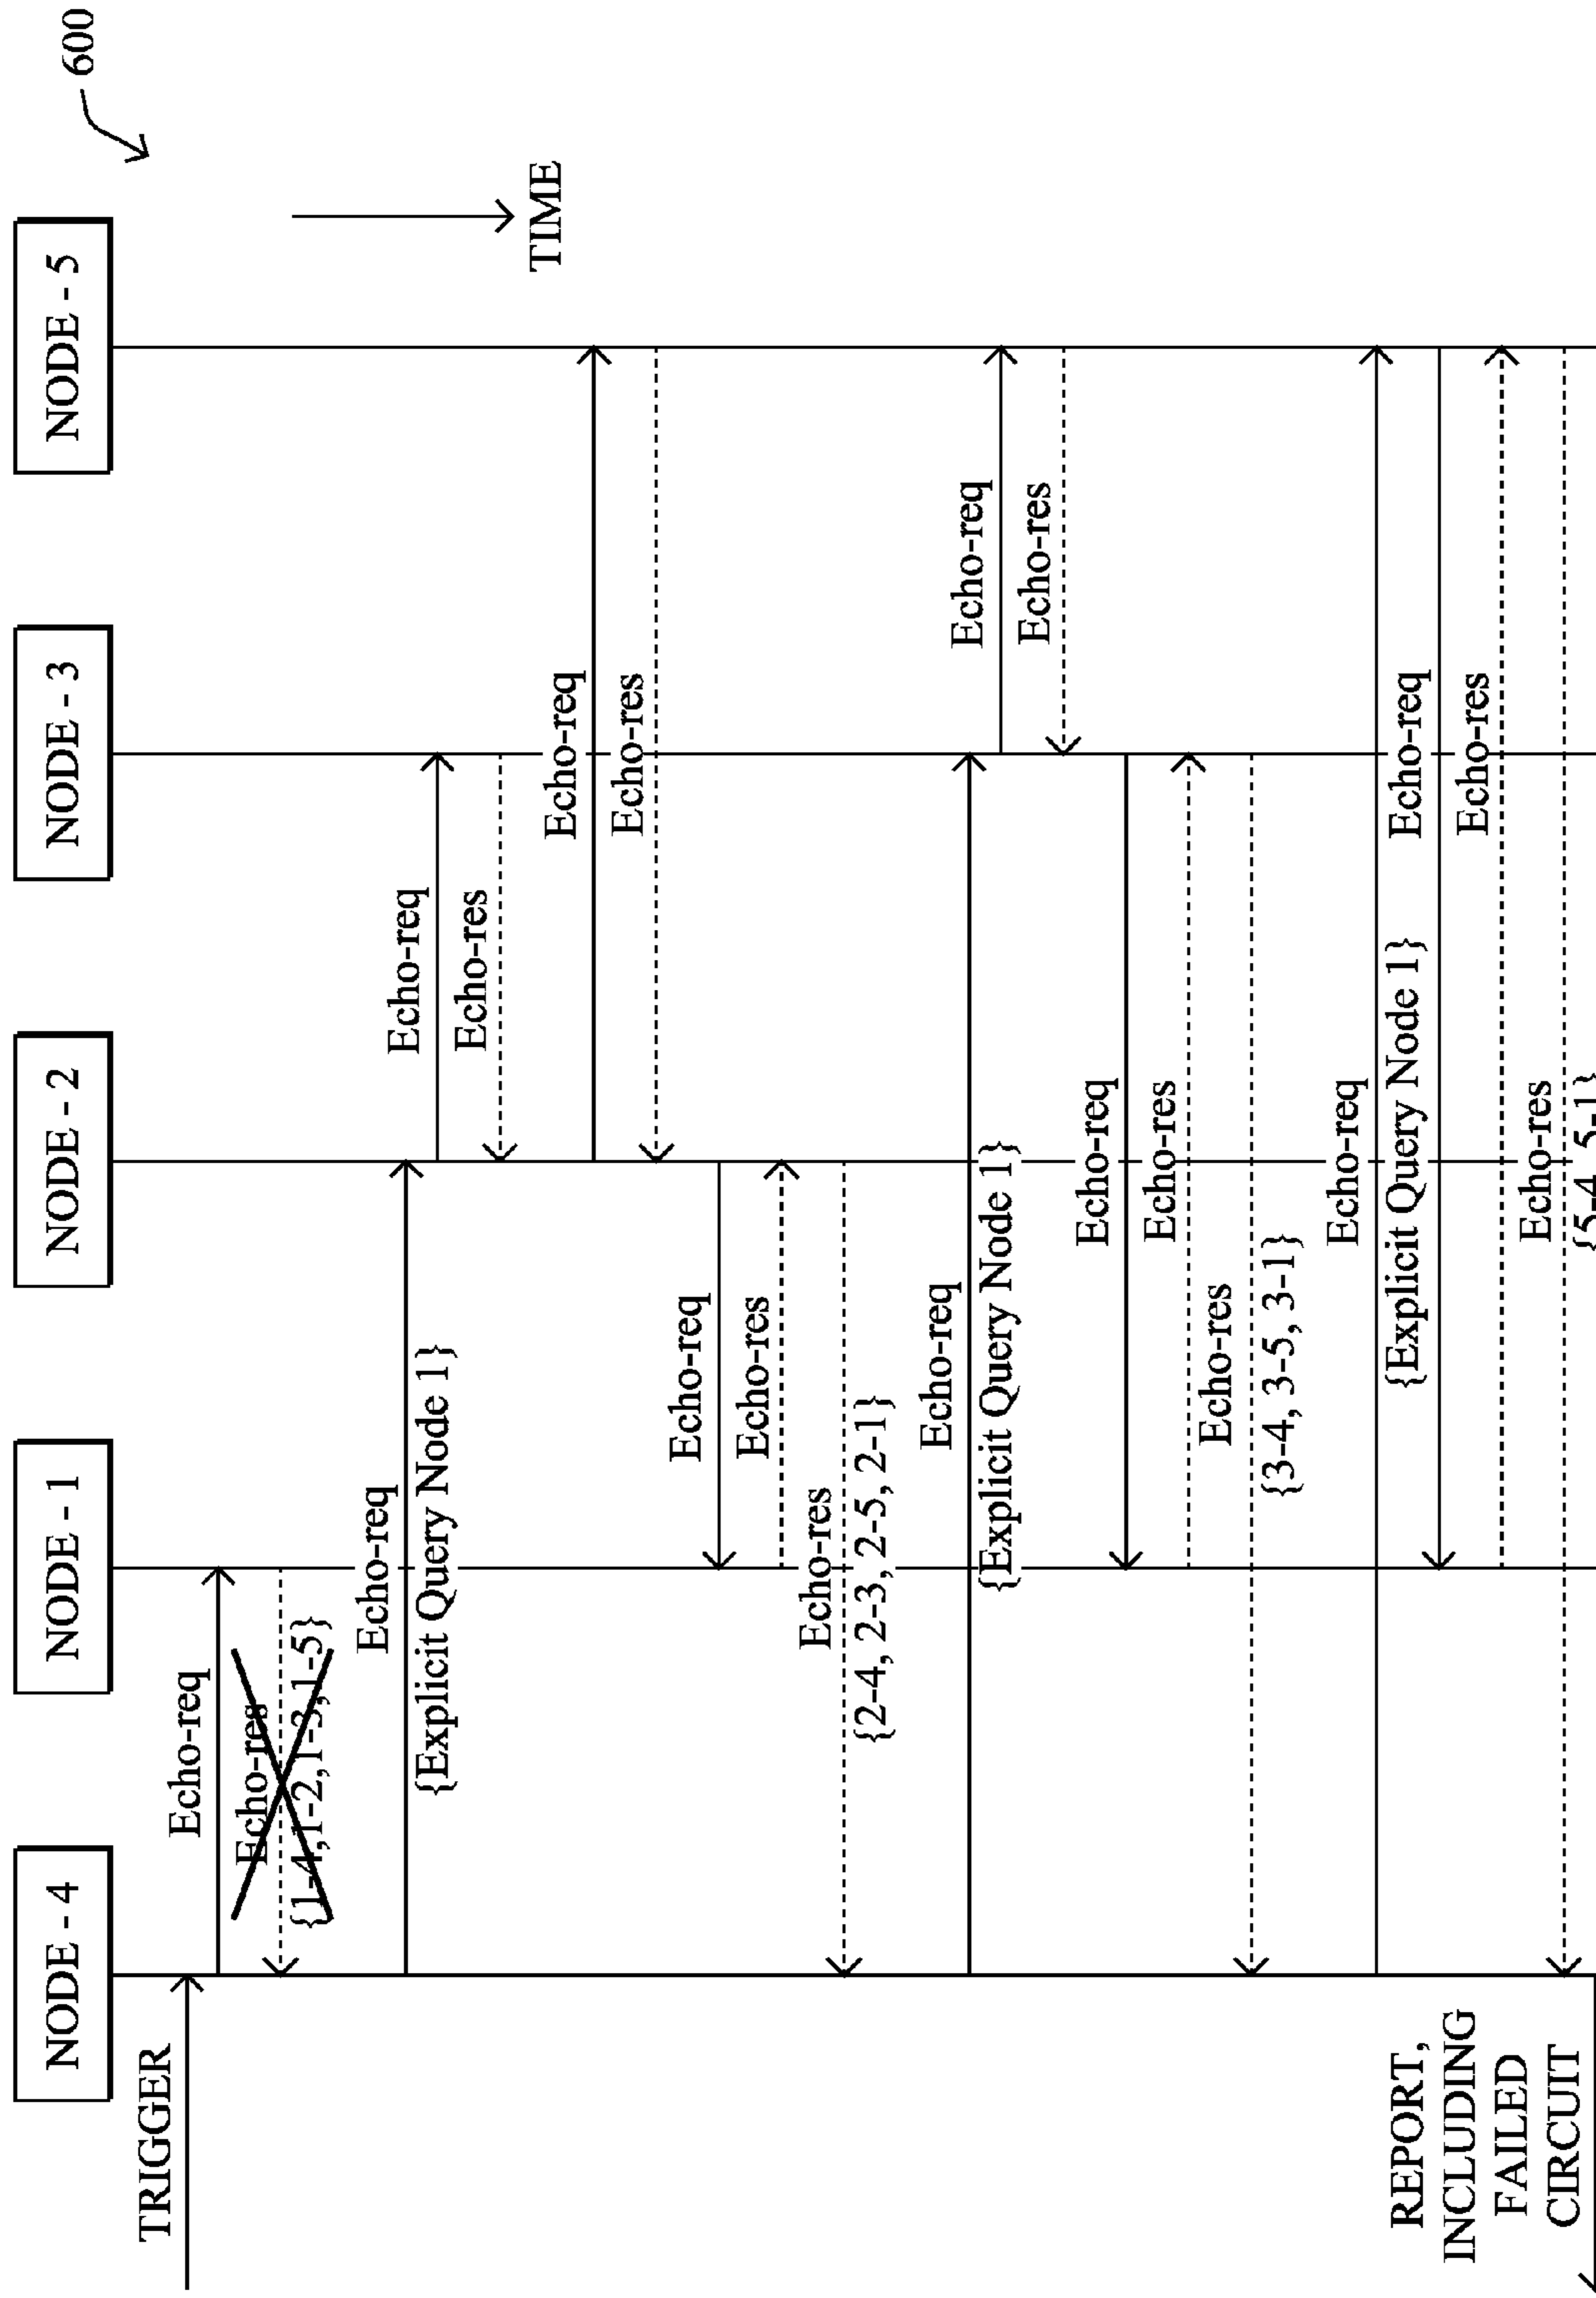 600
NODE - 4
NODE - 1
NODE - 2
NODE - 3
NODE - 5
TIME
TRIGGER
Echo-req
Echo-res
{1-4,1-2,1-3,1-5}
Echo-req
{Explicit Query Node 1}
Echo-req
Echo-res
Echo-req
Echo-res
Echo-req
Echo-res
Echo-res
{2-4, 2-3, 2-5, 2-1}
Echo-req
{Explicit Query Node 1}
Echo-req
Echo-res
Echo-req
Echo-res
Echo-res
{3-4, 3-5, 3-1}
Echo-req
{Explicit Query Node 1}
Echo-req
Echo-res
Echo-res
{5-4, 5-1}
REPORT,
INCLUDING
FAILED
CIRCUIT